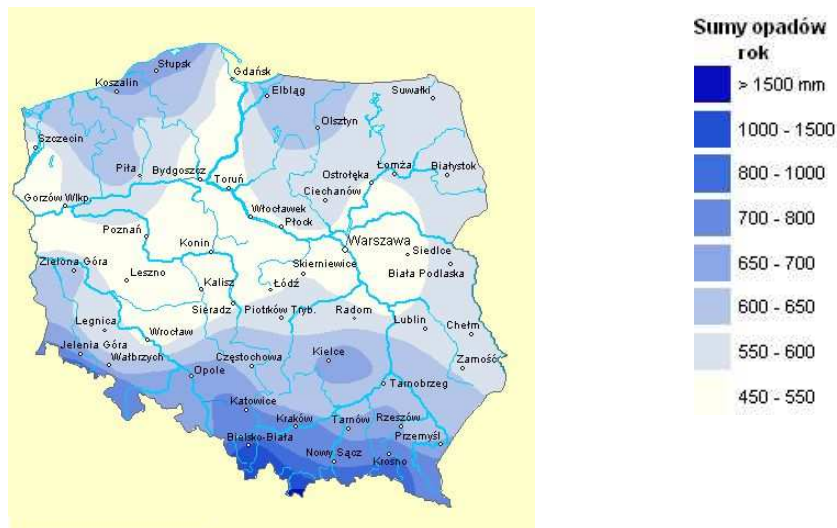 Słupsk
Koszalin
Gdańsk
Elbląg
Suwałki
Olsztyn
Szczecin
Piła
Bydgoszcz
Toruń
Ostrołęka
Łomża
Białystok
Ciechanów
Gorzów Wlkp.
Włocławek
Płock
Poznań
Konin
Warszawa
Siedlce
Skierniewice
Biała Podlaska
Zielona Góra
Leszno
Kalisz
Łódź
Sieradz
Piotrków Tryb.
Radom
Lublin
Chełm
Legnica
Wrocław
Jelenia Góra
Wałbrzych
Opole
Częstochowa
Kielce
Zamość
Tarnobrzeg
Katowice
Kraków
Tarnów
Rzeszów
Bielsko-Biała
Nowy Sącz
Krosno
Przemyśl
Sumy opadów
rok
> 1500 mm
1000 - 1500
800 - 1000
700 - 800
650 - 700
600 - 650
550 - 600
450 - 550